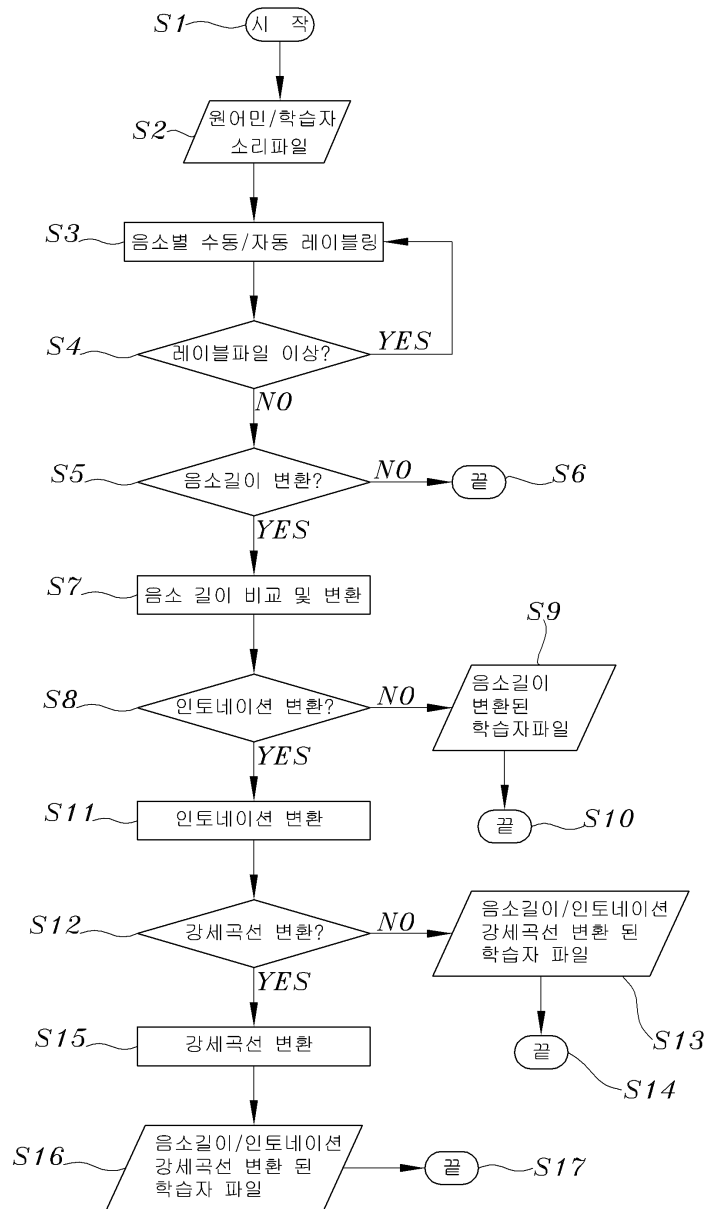 S1
시 작
S2
원어민/학습자
소리파일
S3
음소별 수동/자동 레이블링
S4
레이블파일 이상?
YES
NO
S5
음소길이 변환?
NO
끝
S6
YES
S7
음소 길이 비교 및 변환
S9
S8
인토네이션 변환?
NO
음소길이
변환된
학습자파일
YES
S11
인토네이션 변환
끝
S10
S12
강세곡선 변환?
NO
음소길이/인토네이션
강세곡선 변환 된
학습자 파일
YES
S13
S15
강세곡선 변환
끝
S14
S16
음소길이/인토네이션
강세곡선 변환 된
학습자 파일
끝
S17